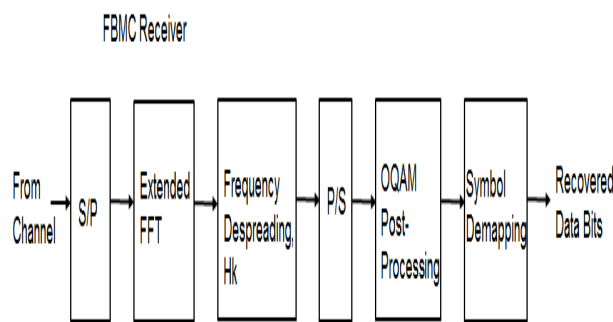 FBMC Receiver
From
Channel
S/P
Extended
FFT
Frequency
Despreading,
Hk
P/S
OQAM
Post-
Processing
Symbol
Demapping
Recovered
Data Bits